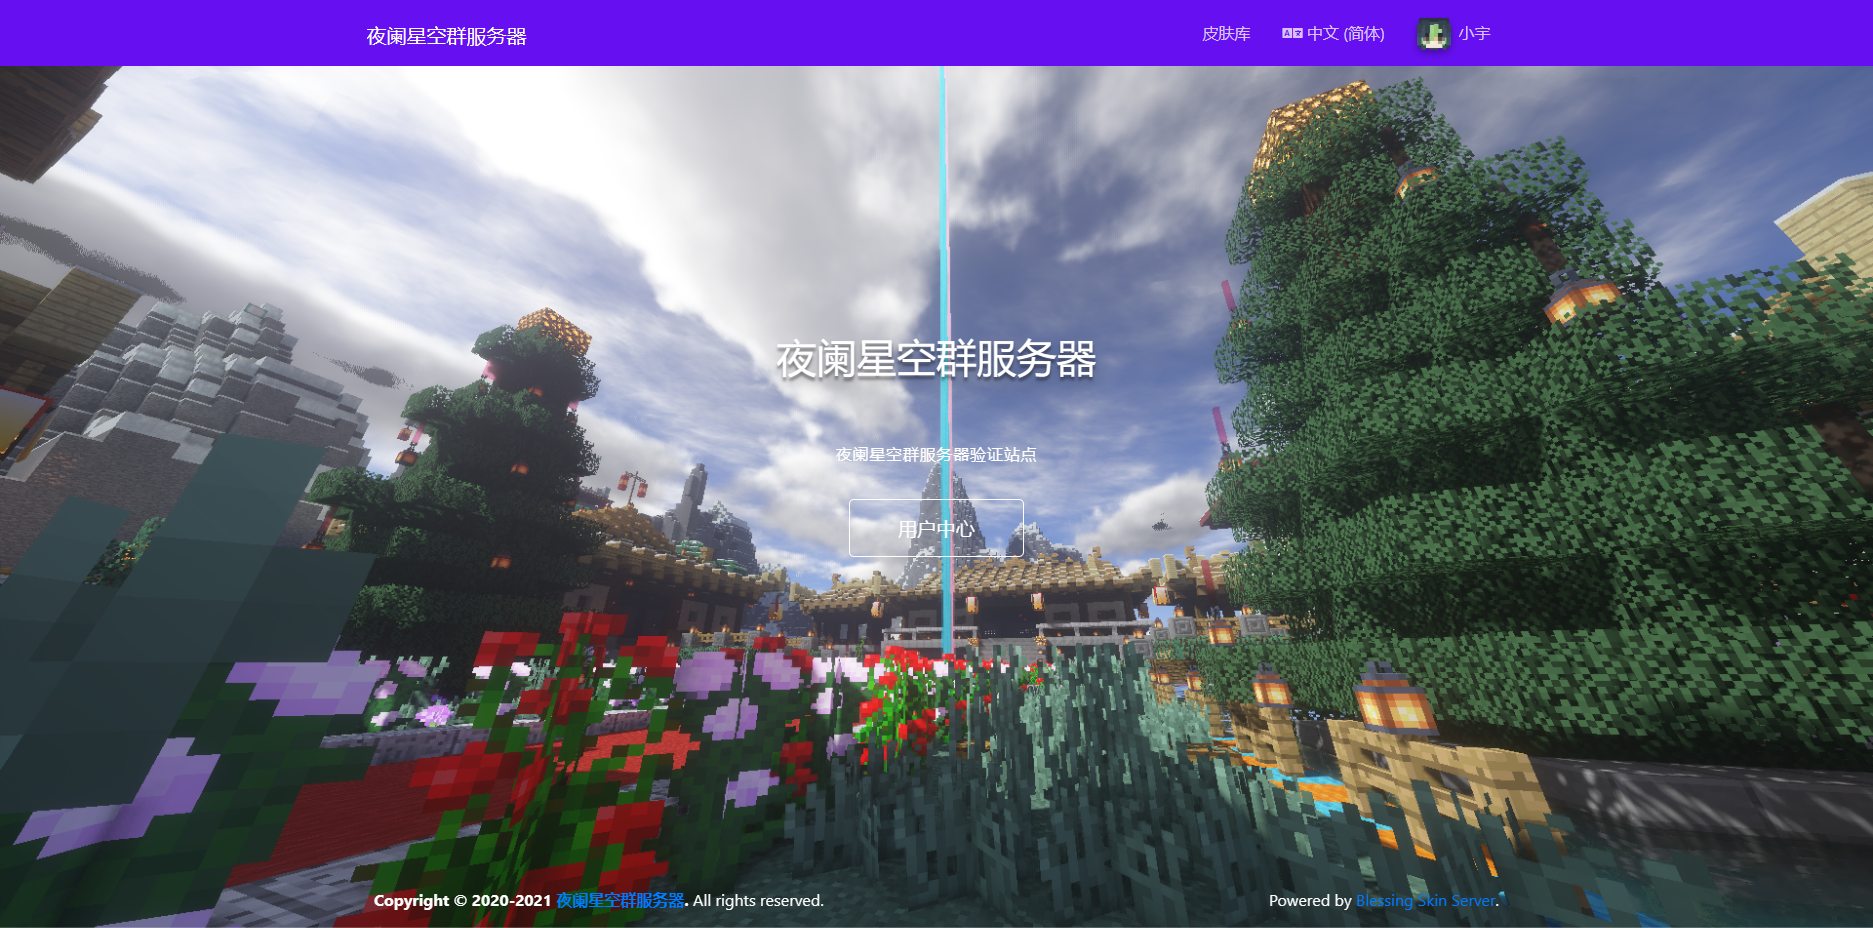 夜阑星空群服务器
皮肤库
中文 (简体)
小宇
夜阑星空群服务器
夜阑星空群服务器验证站点
用户中心
Copyright © 2020-2021 夜阑星空群服务器. All rights reserved.
Powered by Blessing Skin Server.